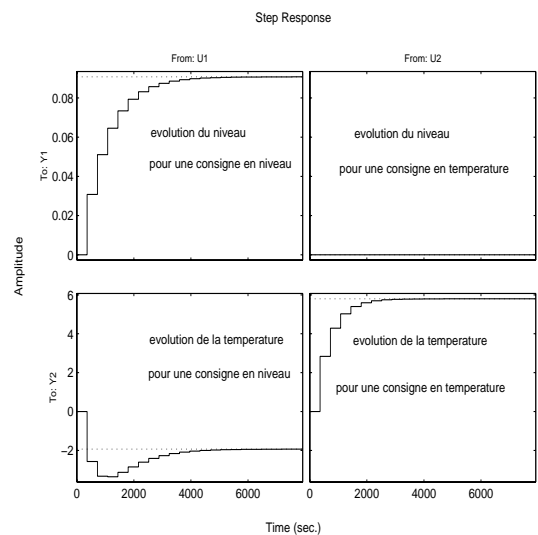 Step Response
From: U1
From: U2
0.08
0.06
0.04
0.02
0
To: Y1
evolution du niveau
pour une consigne en niveau
evolution du niveau
pour une consigne en temperature
Amplitude
6
4
2
0
−2
To: Y2
evolution de la temperature
pour une consigne en niveau
evolution de la temperature
pour une consigne en temperature
0 2000 4000 6000
0 2000 4000 6000
Time (sec.)